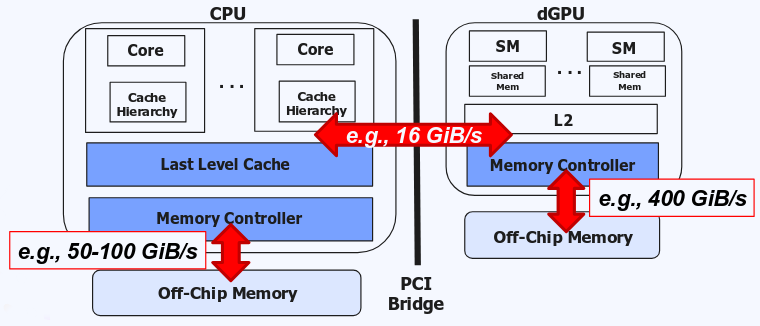 CPU
dGPU
Core
Core
Cache
Hierarchy
. . .
Cache
Hierarchy
SM
SM
Shared
Mem
. . .
Shared
Mem
L2
e.g., 16 GiB/s
Last Level Cache
Memory Controller
Memory Controller
e.g., 400 GiB/s
e.g., 50-100 GiB/s
Off-Chip Memory
Off-Chip Memory
PCI
Bridge